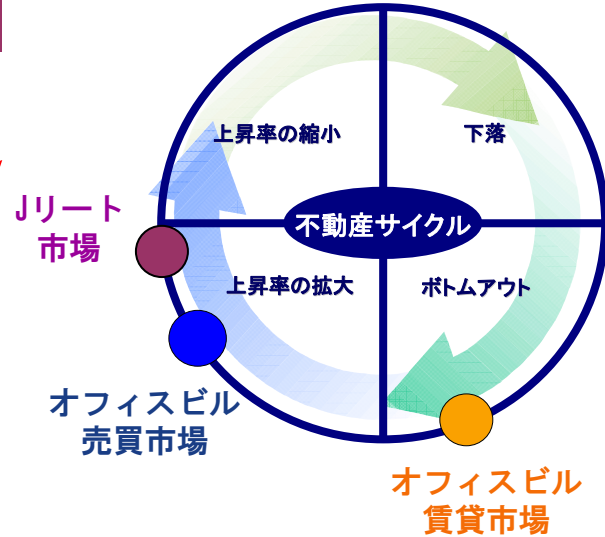 上昇率の縮小
下落
Jリート
市場
不動産サイクル
上昇率の拡大
ボトムアウト
オフィスビル
売買市場
オフィスビル
賃貸市場